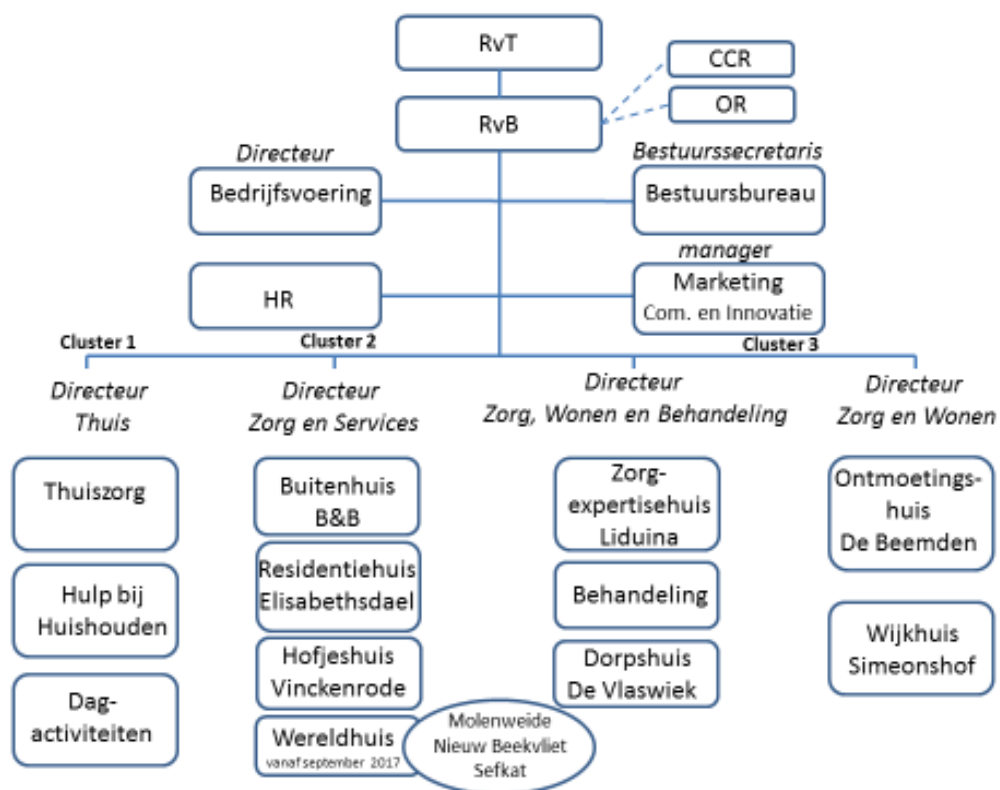 RvT
CCR
OR
RvB
Directeur
Bedrijfsvoering
Bestuurssecretaris
Bestuursbureau
HR
manager
Marketing
Com. en Innovatie
Cluster 1
Cluster 2
Cluster 3
Directeur
Thuis
Directeur
Zorg en Services
Directeur
Zorg, Wonen en Behandeling
Directeur
Zorg en Wonen
Thuiszorg
Hulp bij
Huishouden
Dag-
activiteiten
Buitenhuis
B&B
Residentiehuis
Elisabethsdael
Hofjeshuis
Vinckenrode
Wereldhuis
vanaf september 2017
Molenweide
Nieuw Beekvliet
Sefkat
Zorg-
expertisehuis
Liduina
Behandeling
Dorpshuis
De Vlaswiek
Ontmoetings-
huis
De Beemden
Wijkhuis
Simeonshof